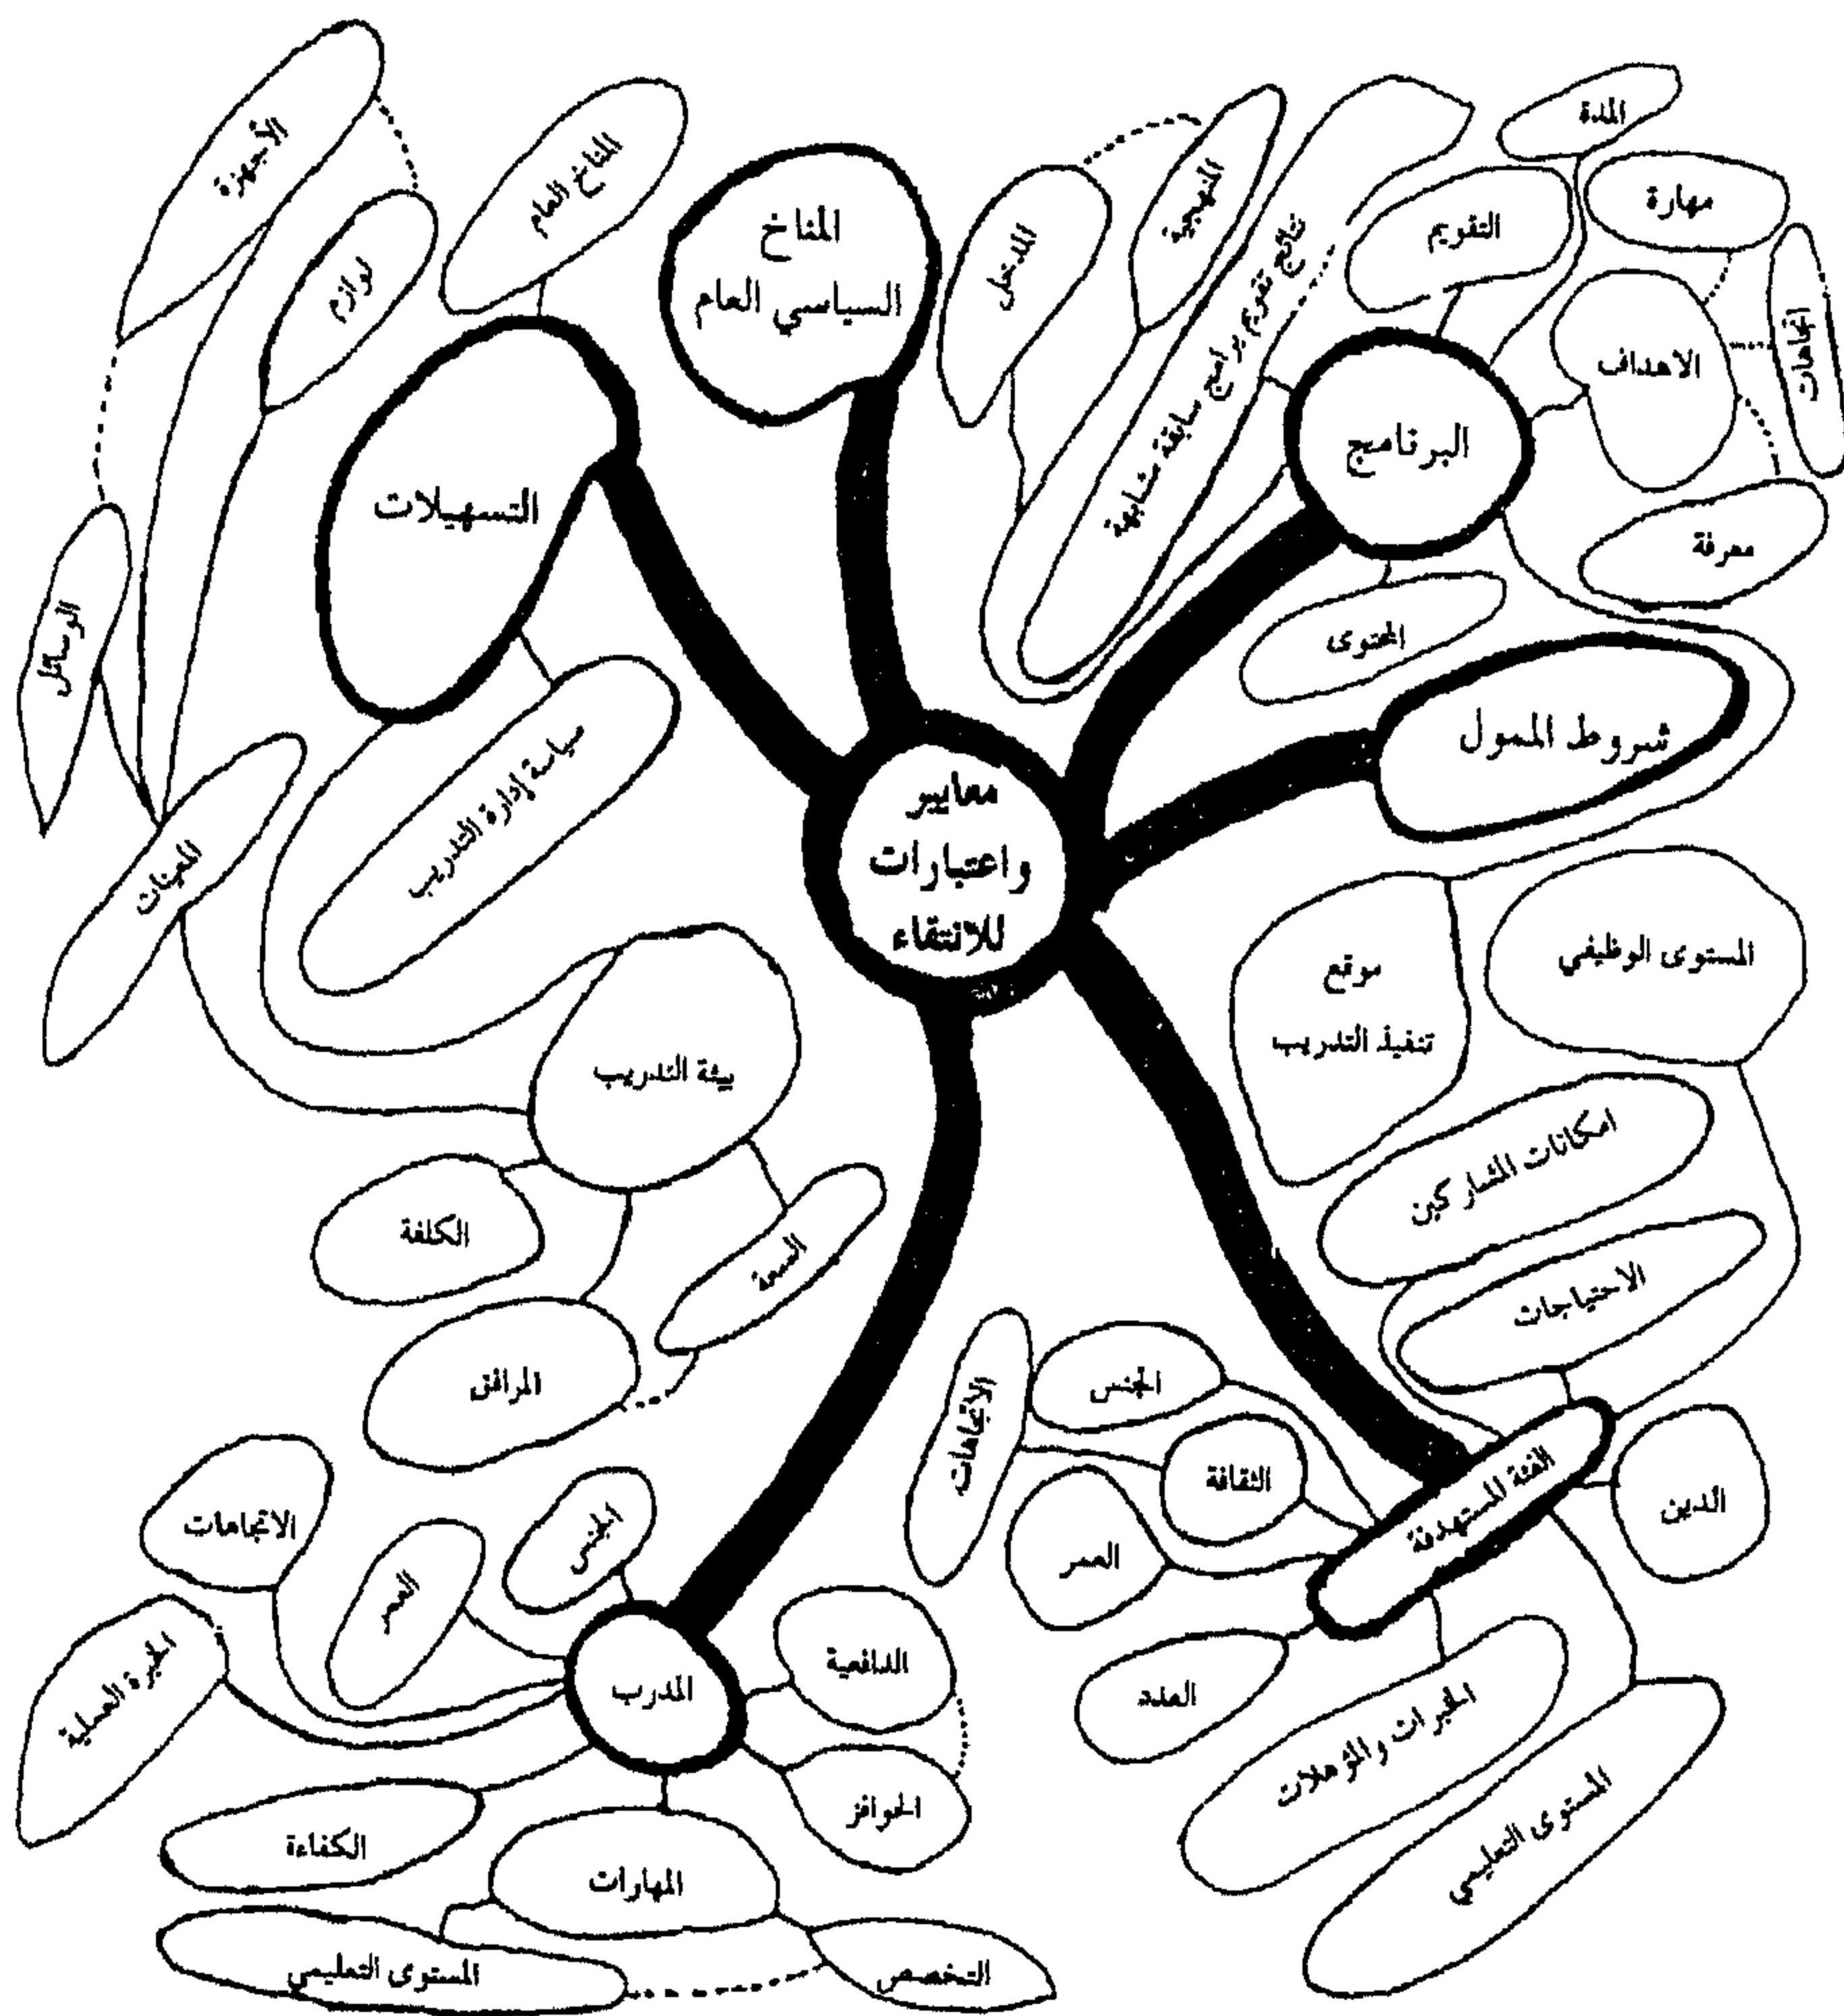 معايير
واعتبارات
للانتقاء
المناخ
السياسي العام
التسهيلات
المناخ العام
لوازم
الأجهزة
الوسائل
المعينات
سياسة إدارة التدريب
بيئة التدريب
الكلفة
السعة
المرافق
البرنامج
المدخل
المنهجية
نتائج تقويم برامج سابقة مشابهة
التقويم
المدة
مهارة
الاهداف
اتجاهات
معرفة
المحتوى
شروط الممول
موقع
تنفيذ التدريب
المستوى الوظيفي
امكانات المشاركين
الاحتياجات
الفئة المستهدفة
الجنس
الاتجاهات
الثقافة
العمر
الدين
العدد
الخبرات والمؤهلات
المستوى التعليمي
المدرب
الجنس
العمر
الاتجاهات
الخبرة العملية
الدافعية
الحوافز
الكفاءة
المهارات
المستوى التعليمي
التخصص